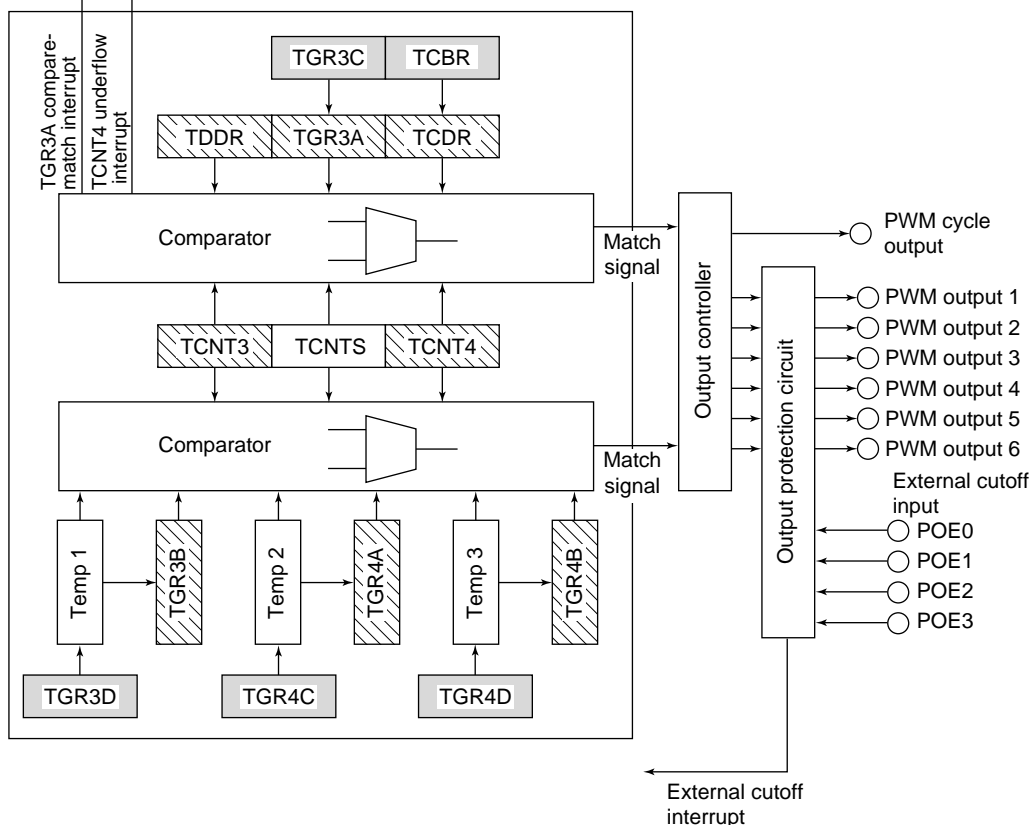 TGR3A compare-
match interrupt
TCNT4 underflow
interrupt
TGR3C
TCBR
TDDR
TGR3A
TCDR
Comparator
Match
signal
PWM cycle
output
Output controller
Output protection circuit
PWM output 1
PWM output 2
PWM output 3
PWM output 4
PWM output 5
PWM output 6
TCNT3
TCNTS
TCNT4
Comparator
Match
signal
External cutoff
input
POE0
POE1
POE2
POE3
Temp 1
TGR3B
Temp 2
TGR4A
Temp 3
TGR4B
TGR3D
TGR4C
TGR4D
External cutoff
interrupt